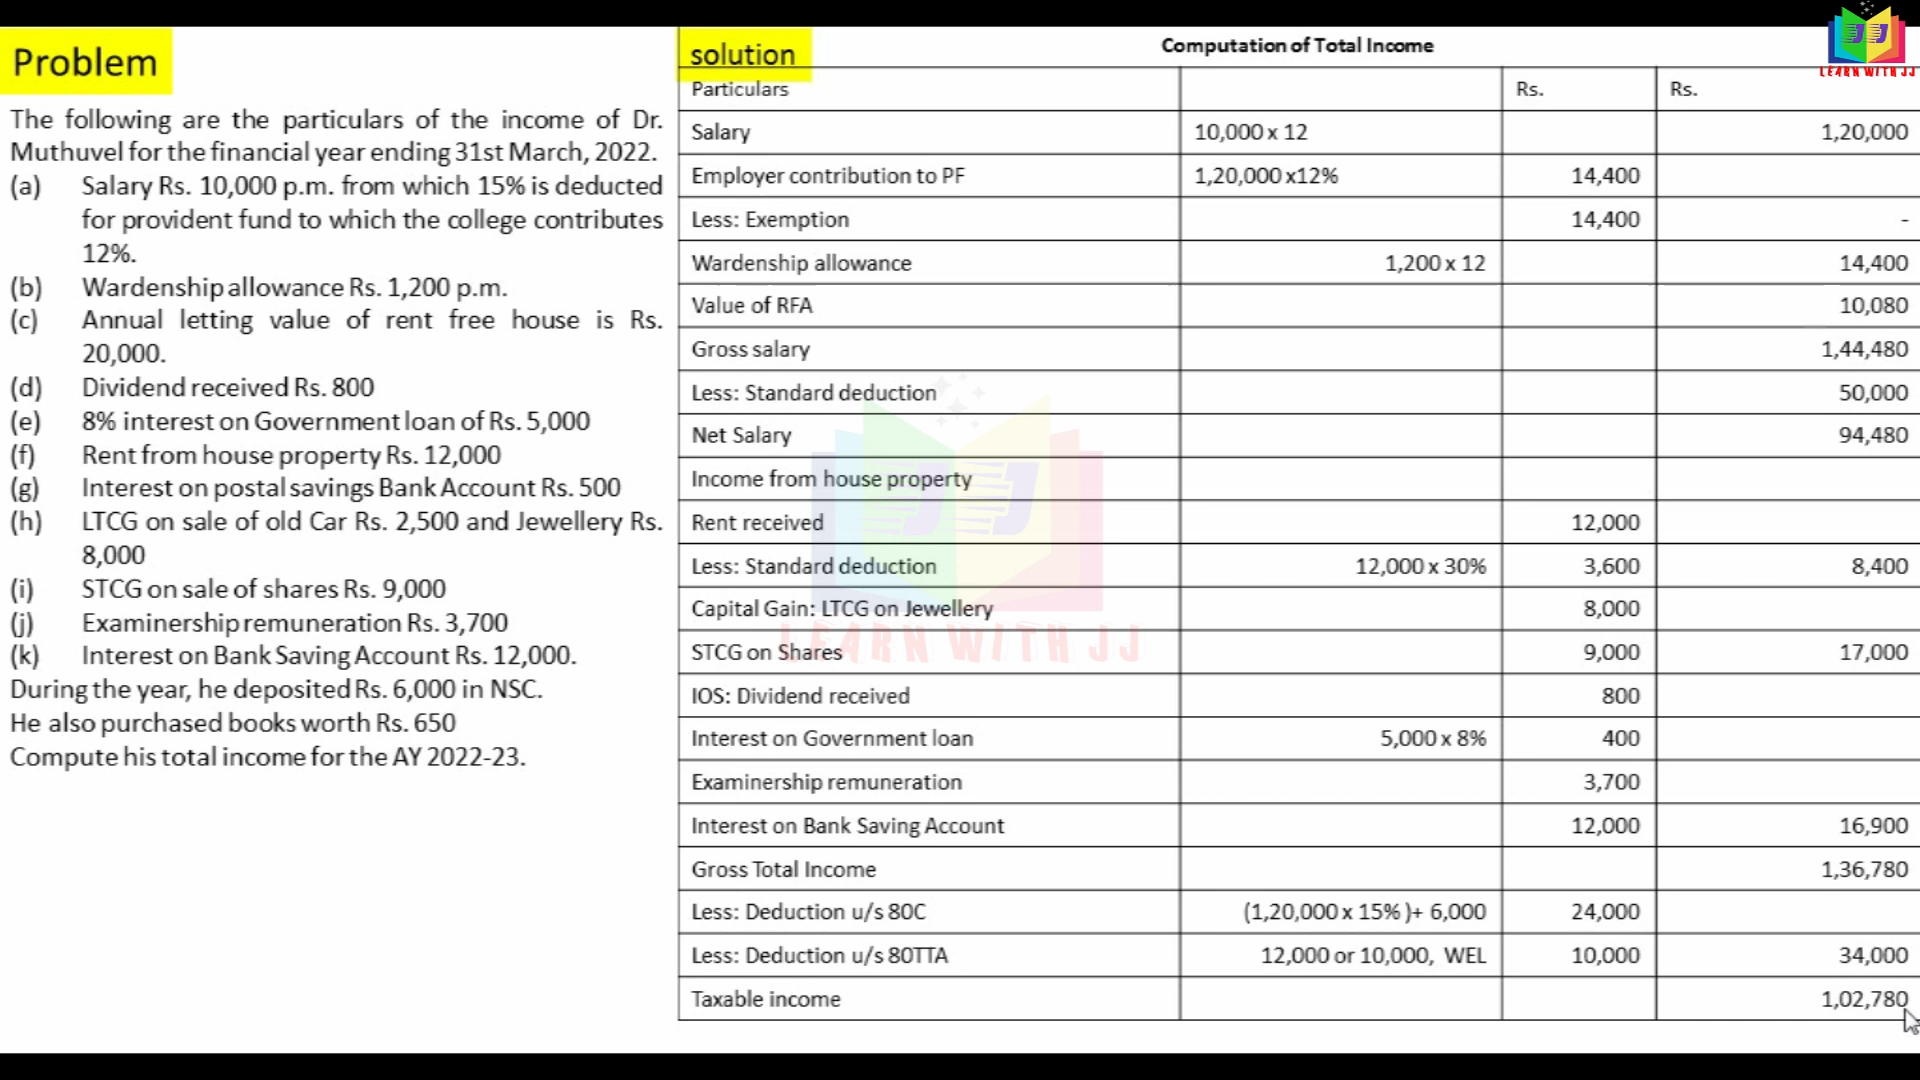 Problem
The following are the particulars of the income of Dr.
Muthuvel for the financial year ending 31st March, 2022.
(a) Salary Rs. 10,000 p.m. from which 15% is deducted
for provident fund to which the college contributes
12%.
(b) Wardenship allowance Rs. 1,200 p.m.
(c) Annual letting value of rent free house is Rs.
20,000.
(d) Dividend received Rs. 800
(e) 8% interest on Government loan of Rs. 5,000
(f) Rent from house property Rs. 12,000
(g) Interest on postal savings Bank Account Rs. 500
(h) LTCG on sale of old Car Rs. 2,500 and Jewellery Rs.
8,000
(i) STCG on sale of shares Rs. 9,000
(j) Examinership remuneration Rs. 3,700
(k) Interest on Bank Saving Account Rs. 12,000.
During the year, he deposited Rs. 6,000 in NSC.
He also purchased books worth Rs. 650
Compute his total income for the AY 2022-23.
solution
Computation of Total Income
Particulars Rs. Rs.
Salary 10,000 x 12 1,20,000
Employer contribution to PF 1,20,000 x12% 14,400
Less: Exemption 14,400 -
Wardenship allowance 1,200 x 12 14,400
Value of RFA 10,080
Gross salary 1,44,480
Less: Standard deduction 50,000
Net Salary 94,480
Income from house property
Rent received 12,000
Less: Standard deduction 12,000 x 30% 3,600 8,400
Capital Gain: LTCG on Jewellery 8,000
STCG on Shares 9,000 17,000
IOS: Dividend received 800
Interest on Government loan 5,000 x 8% 400
Examinership remuneration 3,700
Interest on Bank Saving Account 12,000 16,900
Gross Total Income 1,36,780
Less: Deduction u/s 80C (1,20,000 x 15% )+ 6,000 24,000
Less: Deduction u/s 80TTA 12,000 or 10,000, WEL 10,000 34,000
Taxable income 1,02,780
JJ
LEARN WITH JJ
JJ
LEARN WITH JJ